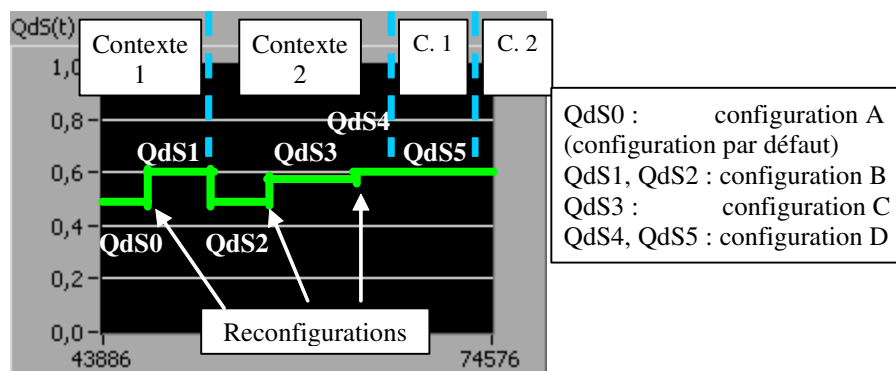 QdS(t)
Contexte
1
Contexte
2
C. 1
C. 2
1,0
0,8
QdS4
QdS1
QdS3
QdS5
0,6
QdS0
QdS2
0,4
0,2
Reconfigurations
0,0
43886
74576
QdS0 : configuration A
(configuration par défaut)
QdS1, QdS2 : configuration B
QdS3 : configuration C
QdS4, QdS5 : configuration D